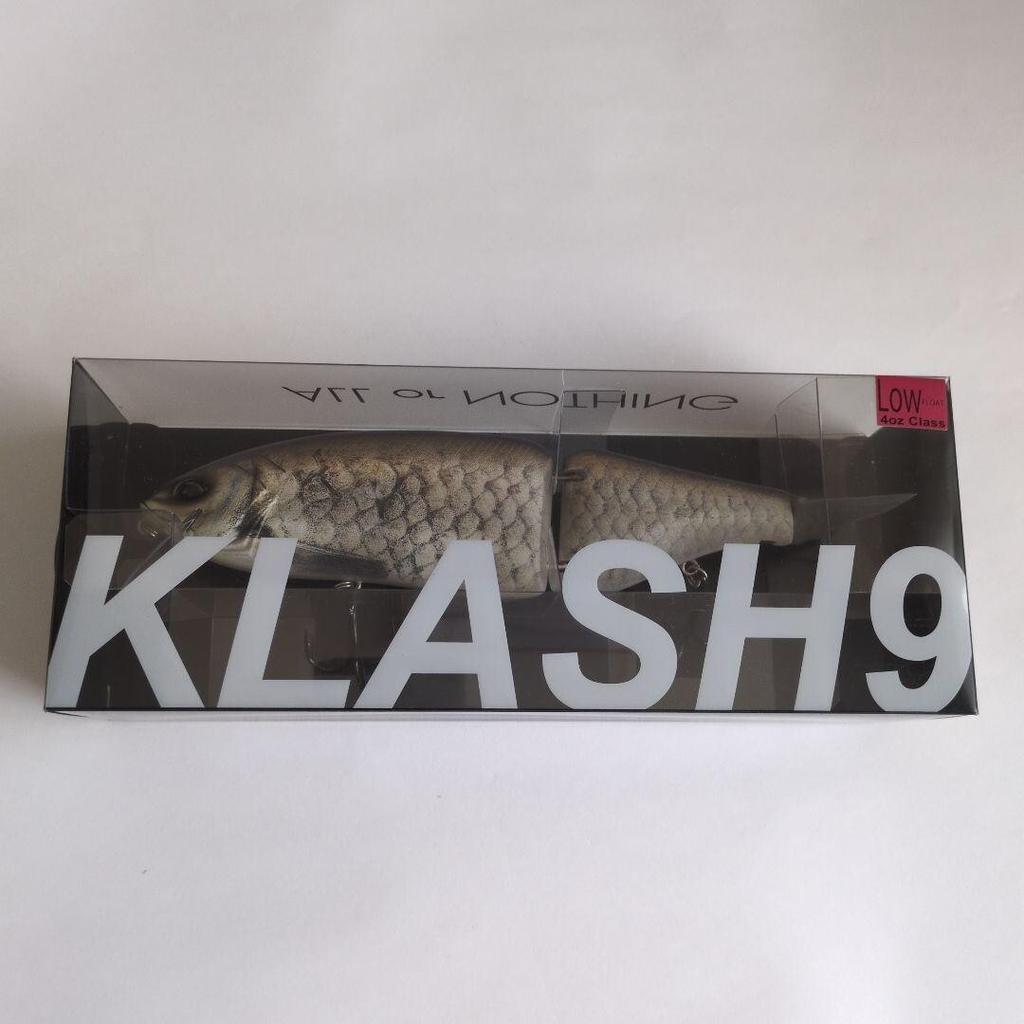 ALL or NOTHING
LOW FLOAT
4oz Class
KLASH9